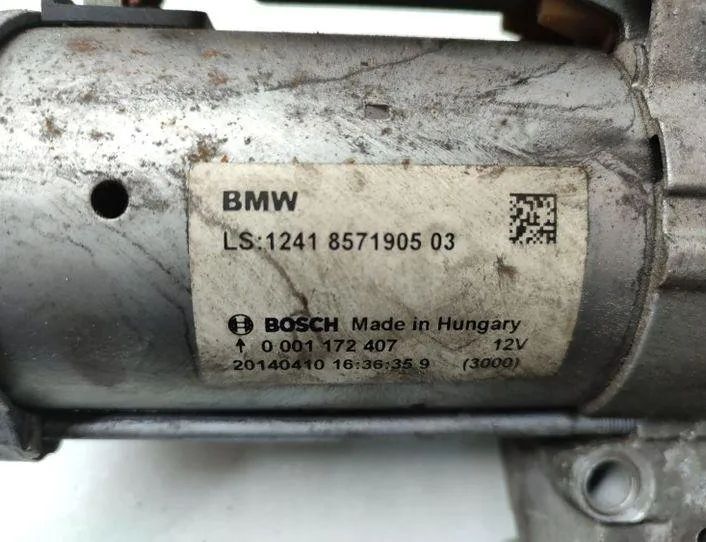 BMW
LS:1241 8571905 03
BOSCH Made in Hungary
0 001 172 407 12V
20140410 16:36:35 9 (3000)